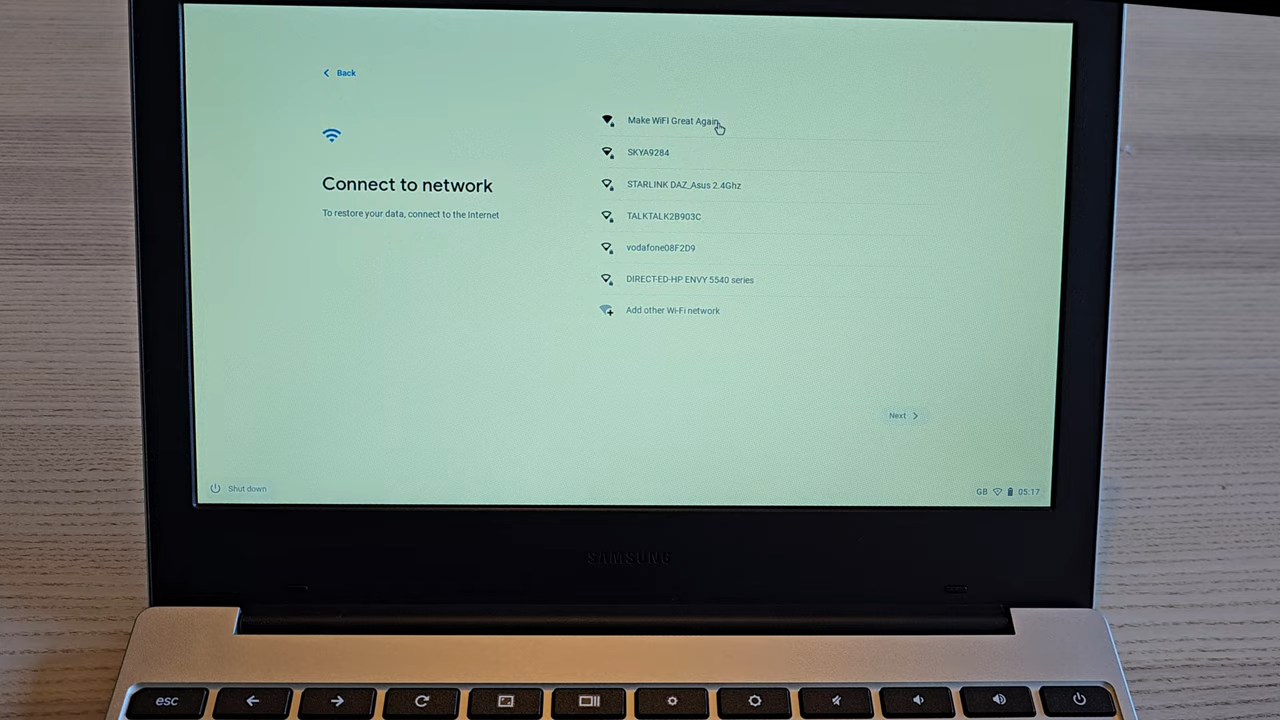 Back
Connect to network
To restore your data, connect to the Internet
Make WiFI Great Again
SKYA9284
STARLINK DAZ_Asus 2.4Ghz
TALKTALK2B903C
vodafone08F2D9
DIRECT-ED-HP ENVY 5540 series
Add other Wi-Fi network
Next
Shut down
GB 05:17
SAMSUNG
esc